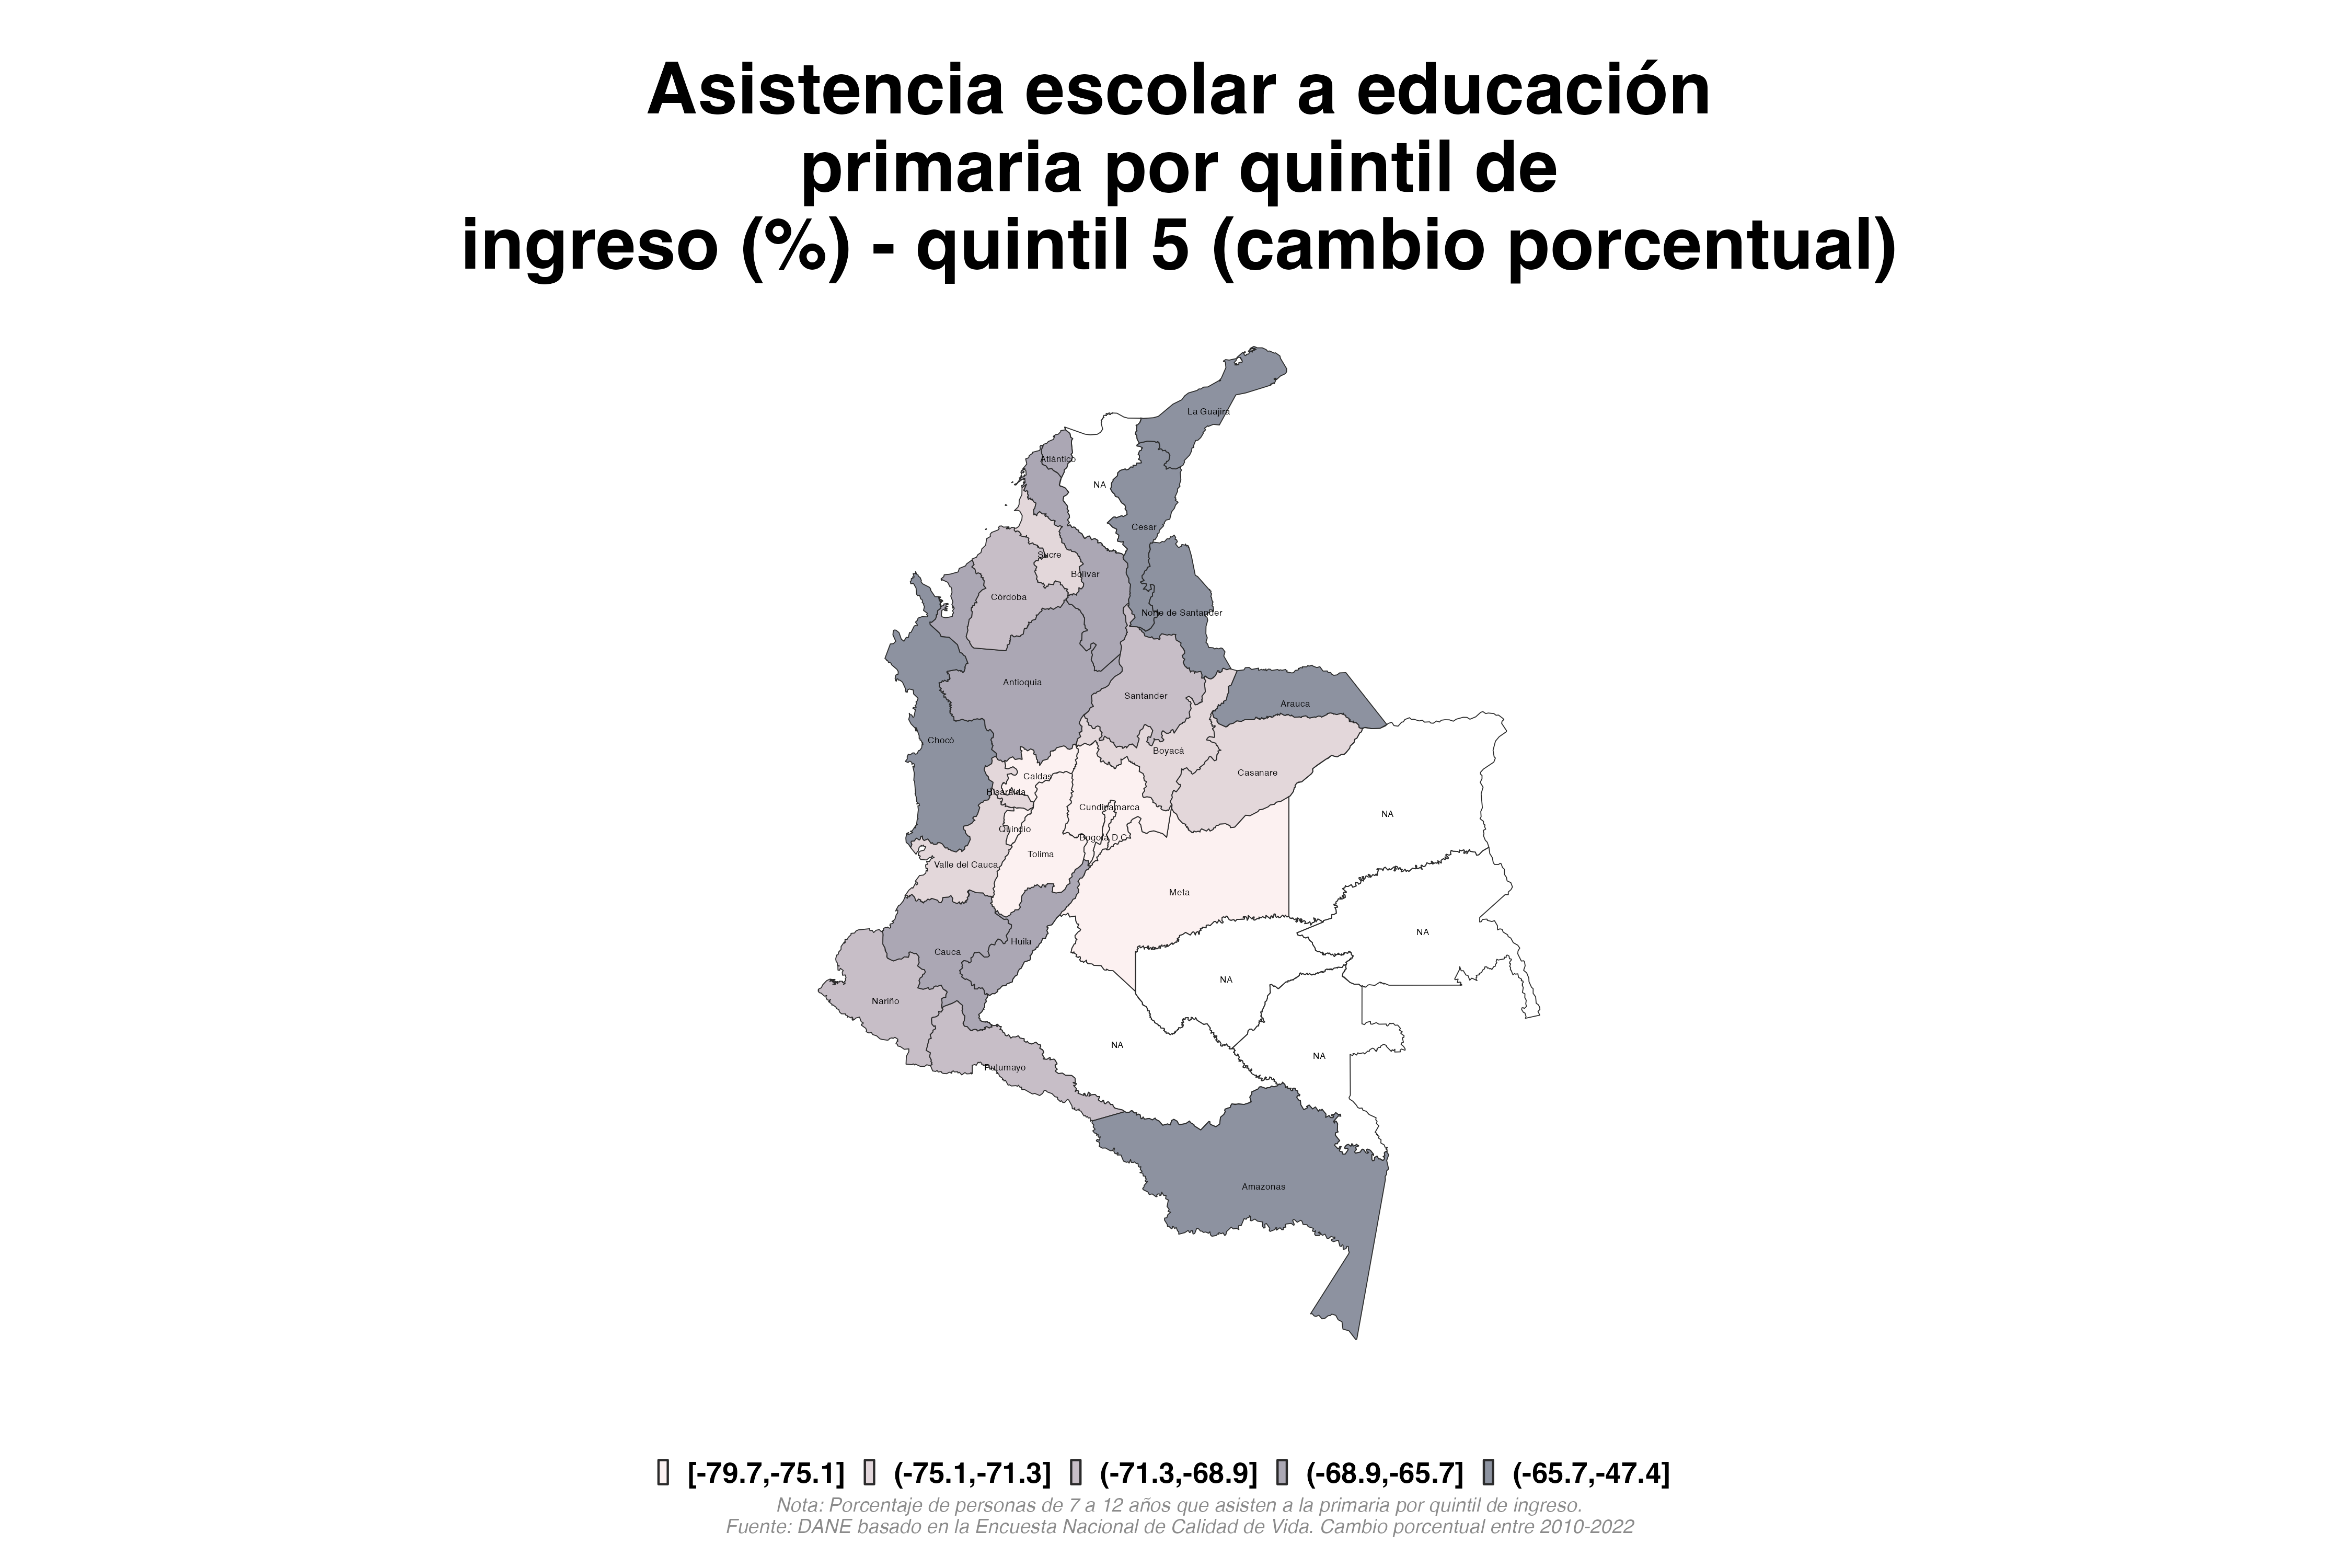 Asistencia escolar a educación
primaria por quintil de
ingreso (%) - quintil 5 (cambio porcentual)
La Guajira
Atlántico
NA
Cesar
Sucre
Bolívar
Córdoba
Norte de Santander
Antioquia
Santander
Arauca
Chocó
Boyacá
Casanare
Caldas
Risaralda
Cundinamarca
NA
Quindío
Bogotá D.C.
Tolima
Valle del Cauca
Meta
NA
Huila
Cauca
NA
Nariño
NA
NA
Putumayo
Amazonas
[-79.7,-75.1] (-75.1,-71.3] (-71.3,-68.9] (-68.9,-65.7] (-65.7,-47.4]
Nota: Porcentaje de personas de 7 a 12 años que asisten a la primaria por quintil de ingreso.
Fuente: DANE basado en la Encuesta Nacional de Calidad de Vida. Cambio porcentual entre 2010-2022